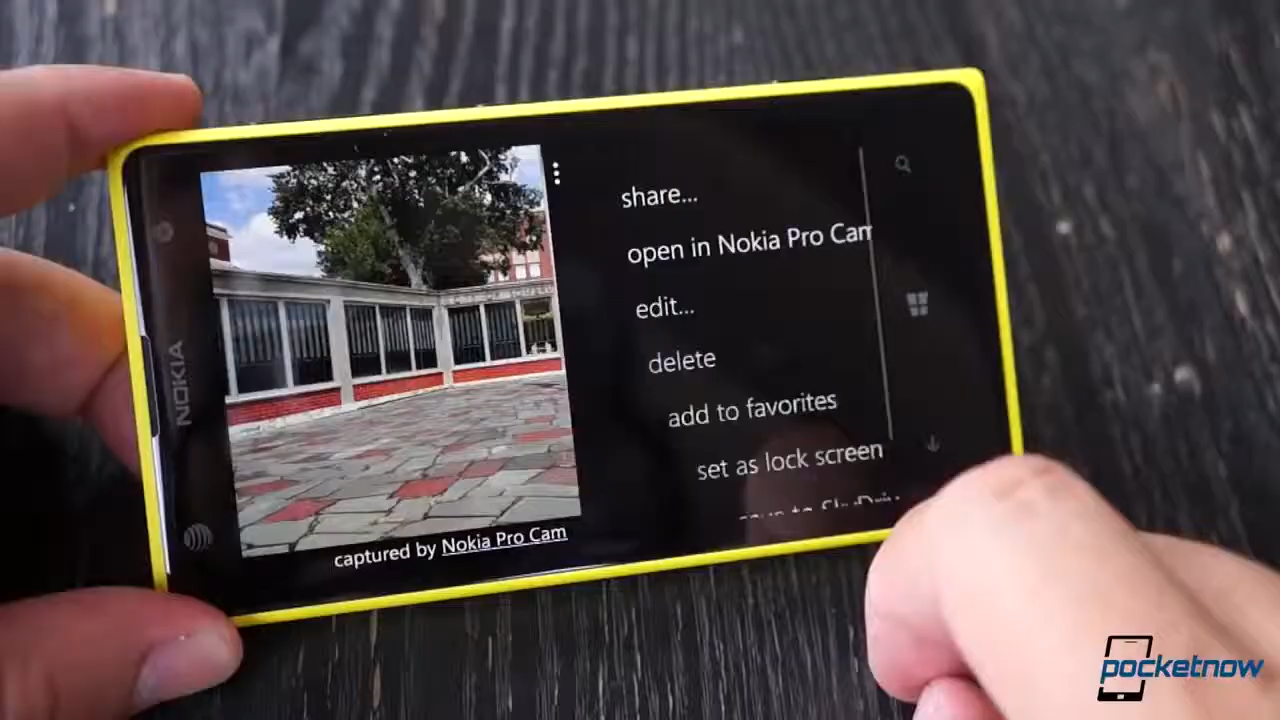 NOKIA
share...
open in Nokia Pro Cam
edit...
delete
add to favorites
set as lock screen
captured by Nokia Pro Cam
pocketnow